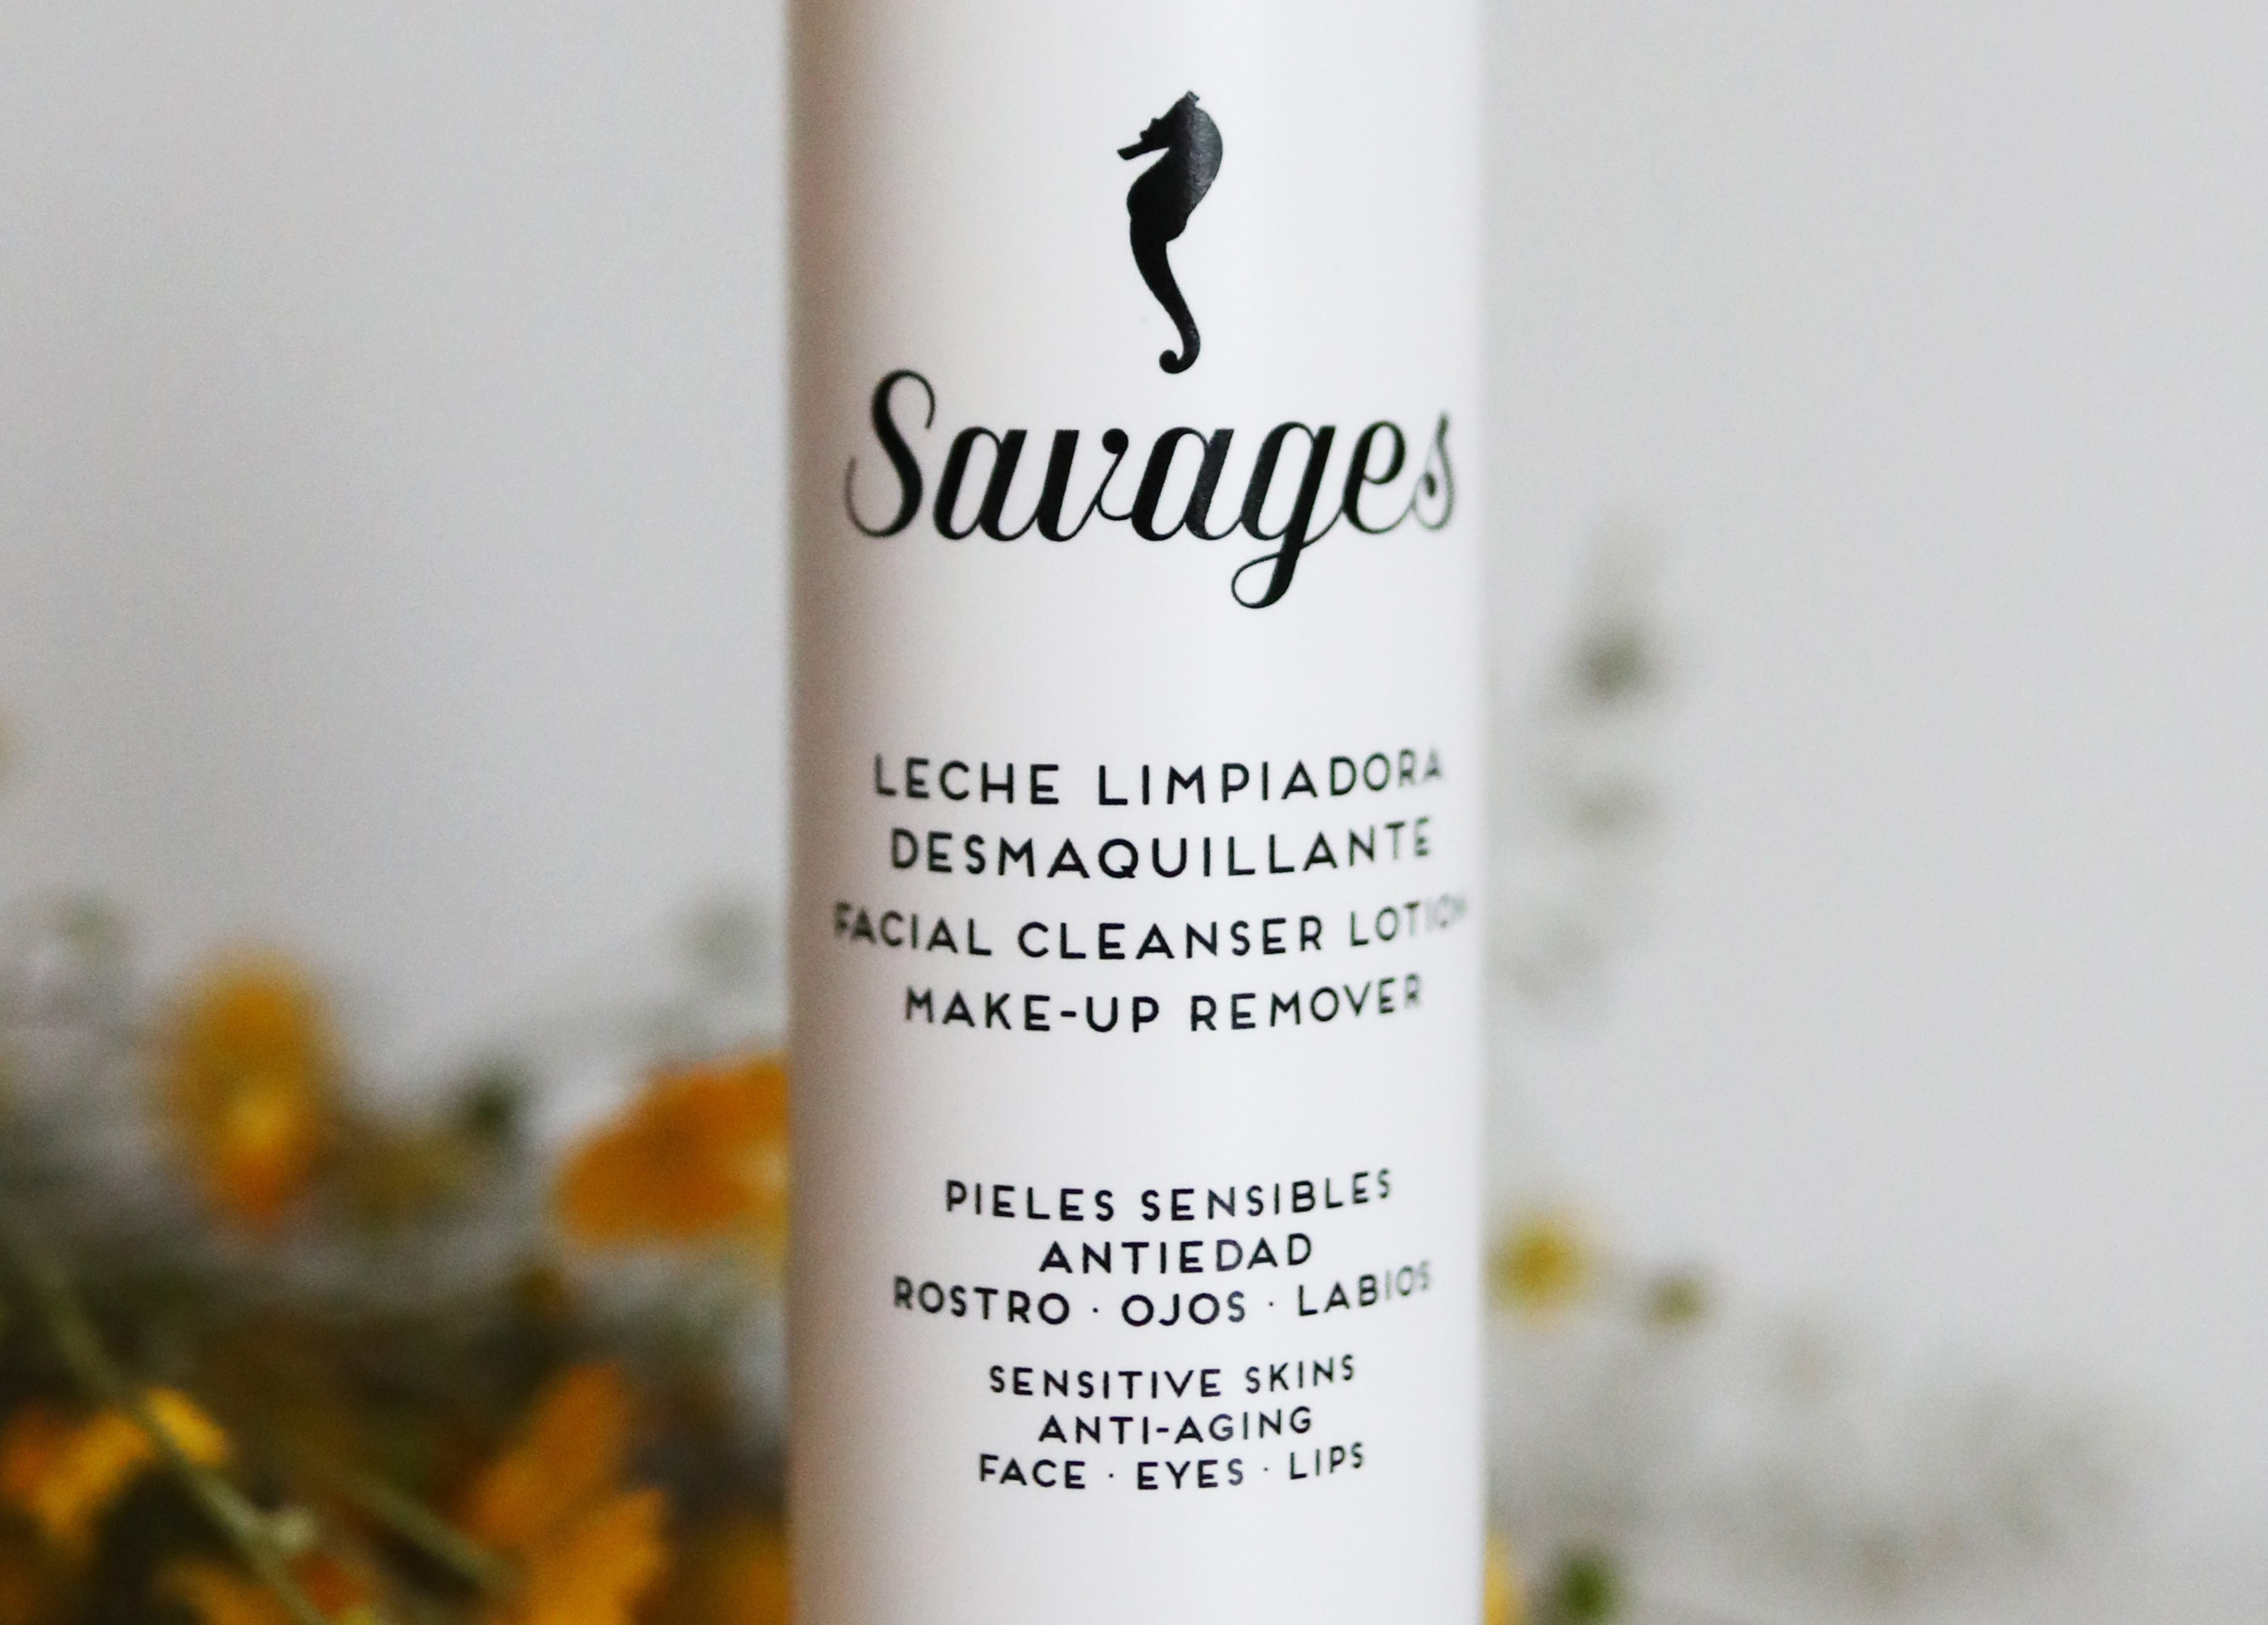 Savages
LECHE LIMPIADORA
DESMAQUILLANTE
FACIAL CLEANSER LOTION
MAKE-UP REMOVER
PIELES SENSIBLES
ANTIEDAD
ROSTRO · OJOS · LABIOS
SENSITIVE SKINS
ANTI-AGING
FACE · EYES · LIPS